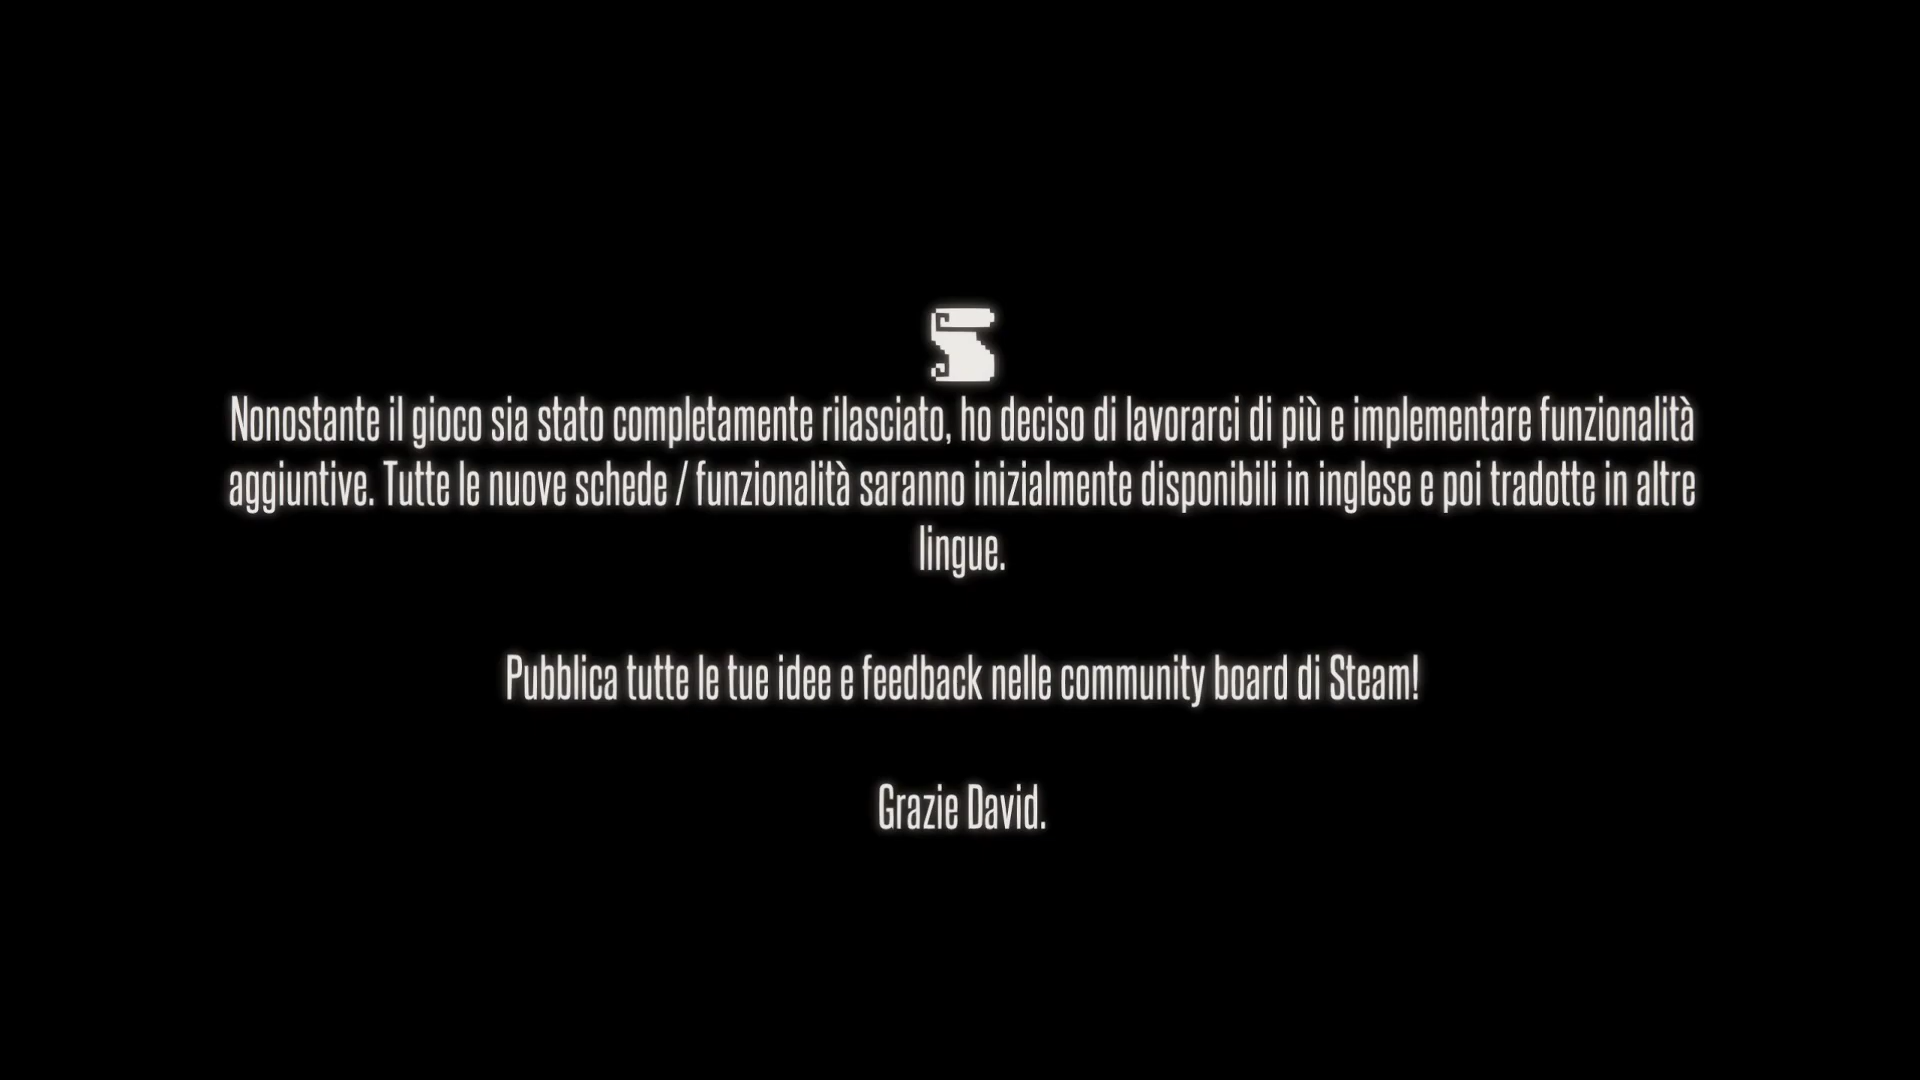 Nonostante il gioco sia stato completamente rilasciato, ho deciso di lavorarci di più e implementare funzionalità
aggiuntive. Tutte le nuove schede / funzionalità saranno inizialmente disponibili in inglese e poi tradotte in altre
lingue.
Pubblica tutte le tue idee e feedback nelle community board di Steam!
Grazie David.